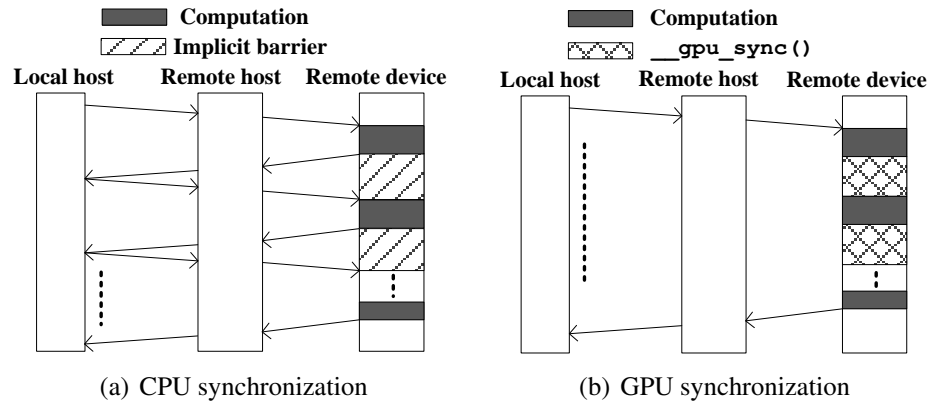 Computation
Implicit barrier
Local host Remote host Remote device
(a) CPU synchronization
Computation
__gpu_sync()
Local host Remote host Remote device
(b) GPU synchronization